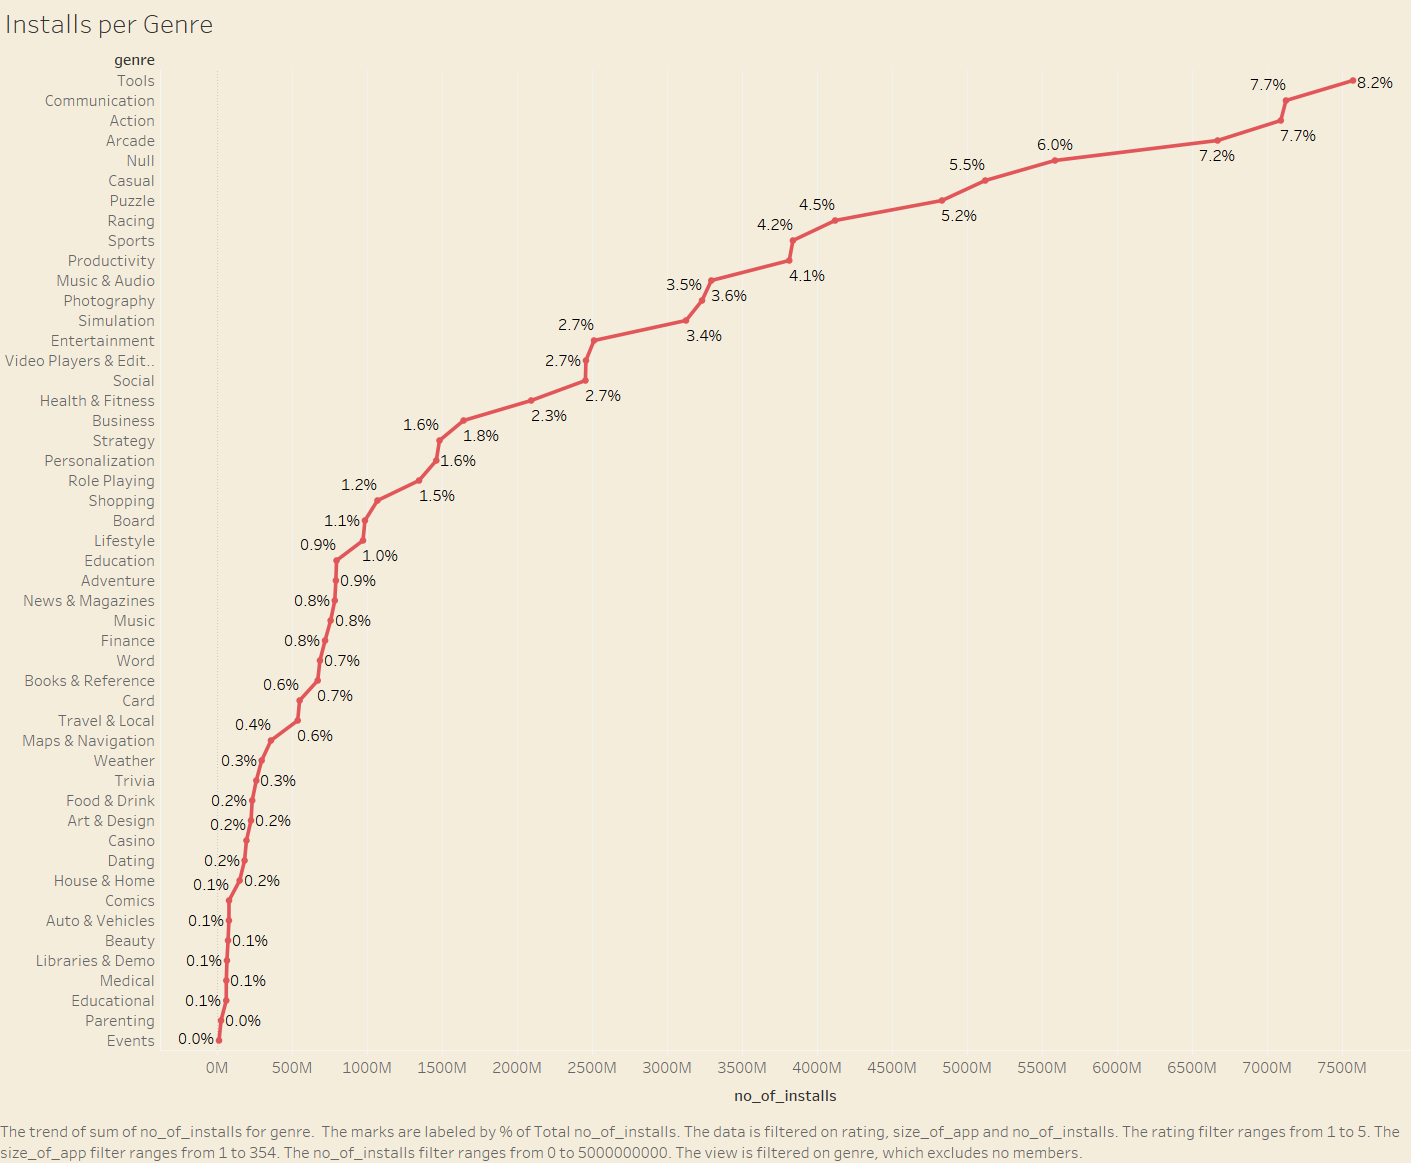 Installs per Genre
genre
Tools 8.2%
Communication 7.7%
Action 7.7%
Arcade 7.2%
Null 6.0%
Casual 5.5%
Puzzle 5.2%
Racing 4.5%
Sports 4.2%
Productivity 4.1%
Music & Audio 3.6%
Photography 3.5%
Simulation 3.4%
Entertainment 2.7%
Video Players & Edit.. 2.7%
Social 2.7%
Health & Fitness 2.3%
Business 1.8%
Strategy 1.6%
Personalization 1.6%
Role Playing 1.5%
Shopping 1.2%
Board 1.1%
Lifestyle 1.0%
Education 0.9%
Adventure 0.9%
News & Magazines 0.8%
Music 0.8%
Finance 0.8%
Word 0.7%
Books & Reference 0.7%
Card 0.6%
Travel & Local 0.6%
Maps & Navigation 0.4%
Weather 0.3%
Trivia 0.3%
Food & Drink 0.2%
Art & Design 0.2%
Casino 0.2%
Dating 0.2%
House & Home 0.2%
Comics 0.1%
Auto & Vehicles 0.1%
Beauty 0.1%
Libraries & Demo 0.1%
Medical 0.1%
Educational 0.1%
Parenting 0.0%
Events 0.0%
0M 500M 1000M 1500M 2000M 2500M 3000M 3500M 4000M 4500M 5000M 5500M 6000M 6500M 7000M 7500M
no_of_installs
The trend of sum of no_of_installs for genre. The marks are labeled by % of Total no_of_installs. The data is filtered on rating, size_of_app and no_of_installs. The rating filter ranges from 1 to 5. The
size_of_app filter ranges from 1 to 354. The no_of_installs filter ranges from 0 to 5000000000. The view is filtered on genre, which excludes no members.